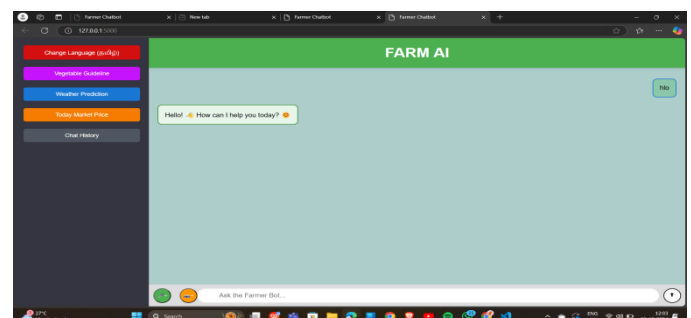 Farmer Chatbot
New tab
Farmer Chatbot
Farmer Chatbot
127.0.0.1:5000
Change Language (தமிழ்)
FARM AI
Vegetable Guideline
Weather Prediction
Today Market Price
Chat History
Hello! 👋 How can I help you today? 😊
Ask the Farmer Bot...
27°C
Search
ENG
12:03